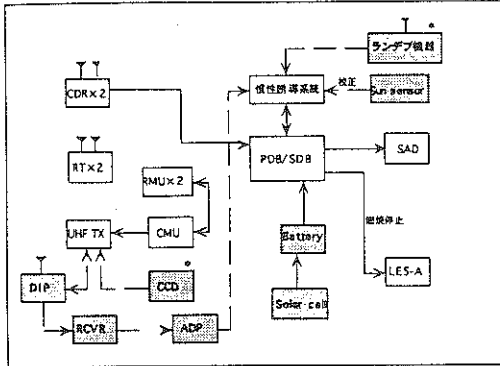 *
ランデブ機器
CDR×2
慣性誘導系統
校正
Sun sensor
RT×2
PDB/SDB
SAD
RMU×2
UHF TX
CMU
Battery
燃焼停止
*
DIP
CCD
LES-A
Solar-cell
RCVR
ADP